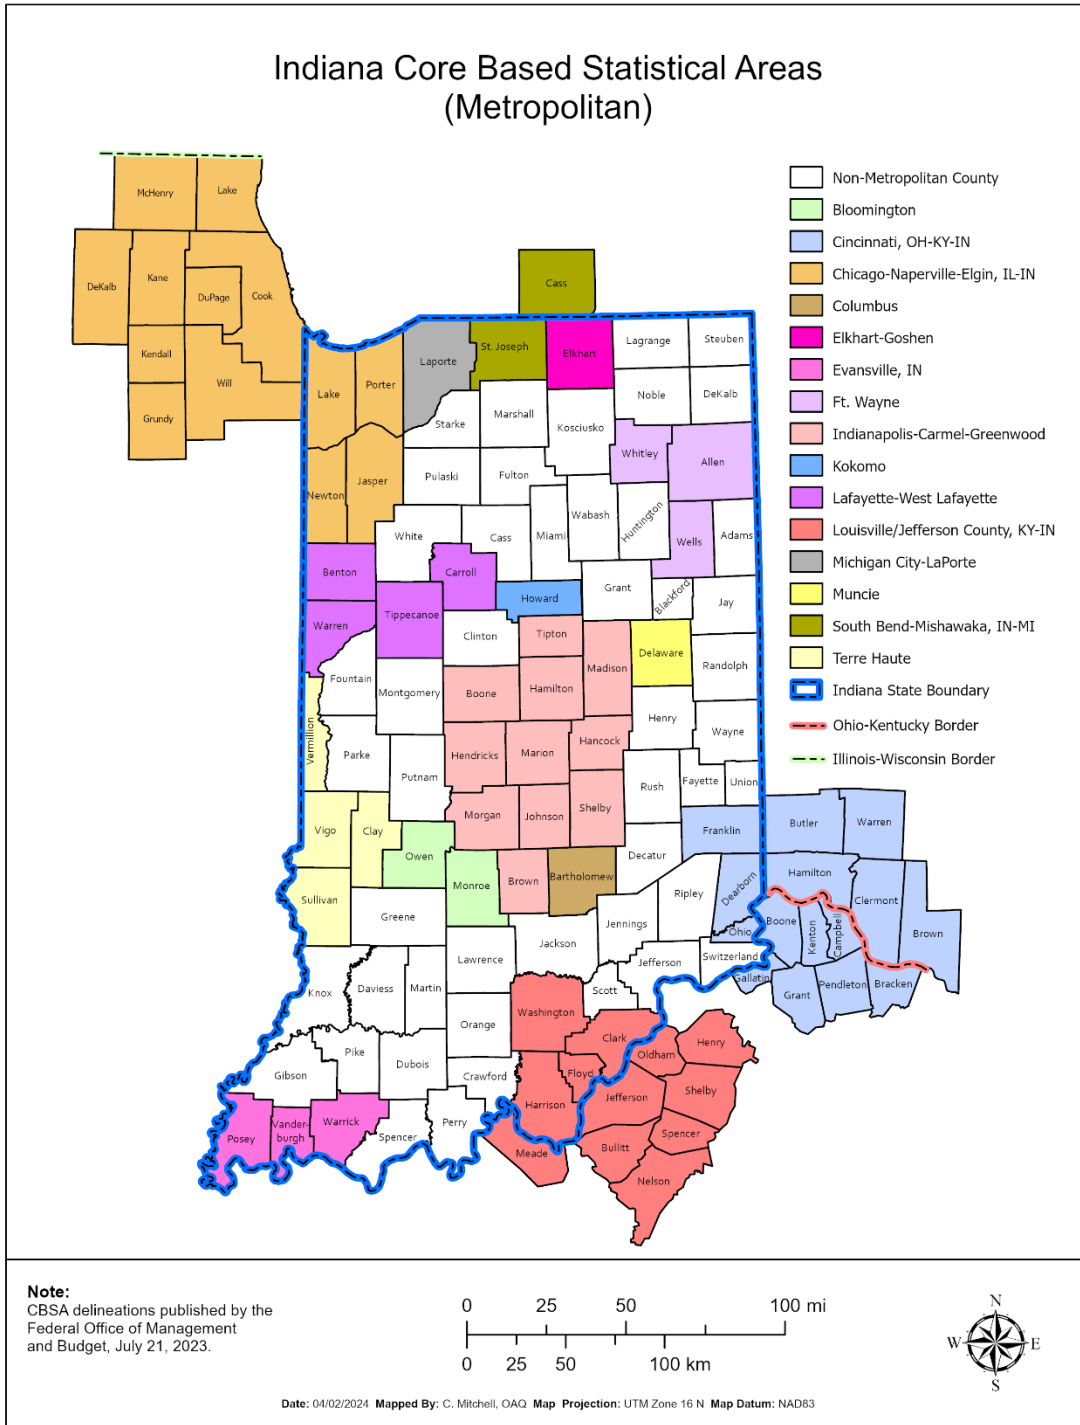 Indiana Core Based Statistical Areas
(Metropolitan)
Non-Metropolitan County
Bloomington
Cincinnati, OH-KY-IN
Chicago-Naperville-Elgin, IL-IN
Columbus
Elkhart-Goshen
Evansville, IN
Ft. Wayne
Indianapolis-Carmel-Greenwood
Kokomo
Lafayette-West Lafayette
Louisville/Jefferson County, KY-IN
Michigan City-LaPorte
Muncie
South Bend-Mishawaka, IN-MI
Terre Haute
Indiana State Boundary
Ohio-Kentucky Border
Illinois-Wisconsin Border
McHenry
Lake
DeKalb
Kane
DuPage
Cook
Kendall
Will
Grundy
Cass
Lake
Porter
Laporte
St. Joseph
Elkhart
Lagrange
Steuben
Noble
DeKalb
Starke
Marshall
Kosciusko
Whitley
Allen
Newton
Jasper
Pulaski
Fulton
White
Cass
Miami
Wabash
Huntington
Wells
Adams
Benton
Carroll
Howard
Grant
Blackford
Jay
Warren
Tippecanoe
Clinton
Tipton
Madison
Delaware
Randolph
Fountain
Montgomery
Boone
Hamilton
Henry
Wayne
Vermillion
Parke
Putnam
Hendricks
Marion
Hancock
Rush
Fayette
Union
Vigo
Clay
Owen
Morgan
Johnson
Shelby
Decatur
Franklin
Butler
Warren
Sullivan
Greene
Monroe
Brown
Bartholomew
Jennings
Ripley
Dearborn
Ohio
Hamilton
Clermont
Brown
Boone
Kenton
Campbell
Knox
Daviess
Martin
Lawrence
Jackson
Jefferson
Switzerland
Gallatin
Grant
Pendleton
Bracken
Scott
Washington
Orange
Clark
Oldham
Henry
Gibson
Pike
Dubois
Crawford
Floyd
Harrison
Jefferson
Shelby
Posey
Vander-
burgh
Warrick
Spencer
Perry
Meade
Bullitt
Spencer
Nelson
Note:
CBSA delineations published by the
Federal Office of Management
and Budget, July 21, 2023.
0 25 50 100 mi
0 25 50 100 km
N
W E
S
Date: 04/02/2024 Mapped By: C. Mitchell, OAQ Map Projection: UTM Zone 16 N Map Datum: NAD83